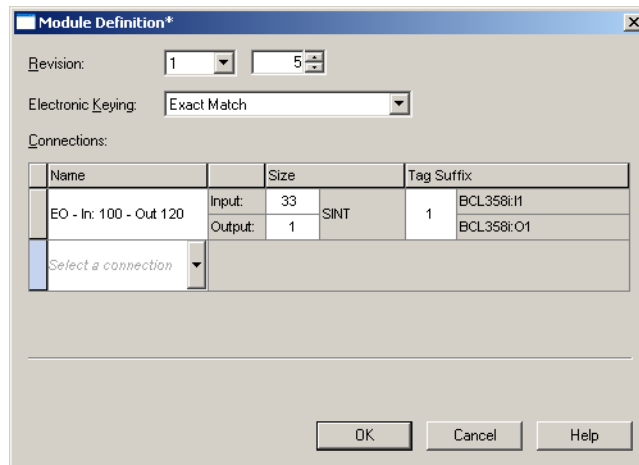 Module Definition*
Revision: 1 5
Electronic Keying: Exact Match
Connections:
Name Size Tag Suffix
EO - In: 100 - Out 120 Input: 33 SINT 1 BCL358i:I1
Output: 1 BCL358i:O1
Select a connection
OK Cancel Help